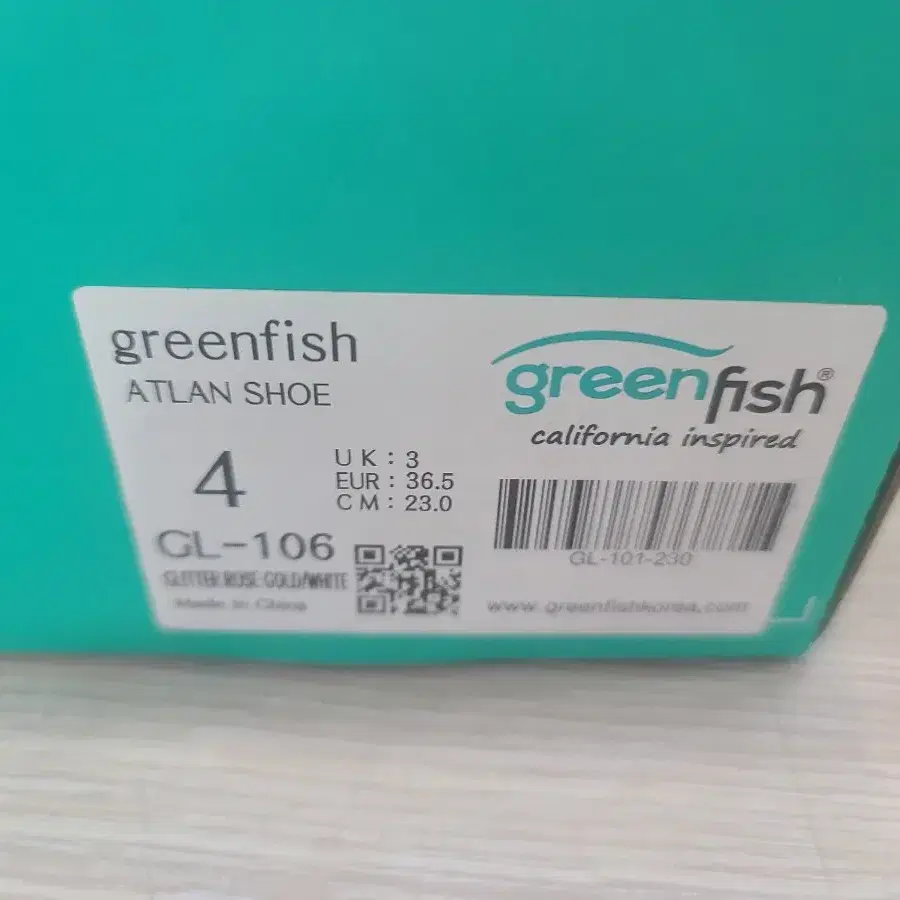 greenfish
ATLAN SHOE
4
UK : 3
EUR : 36.5
CM : 23.0
GL-106
GLITTER ROSE GOLD/WHITE
Made in China
greenfish®
california inspired
GL-101-230
www.greenfishkorea.com